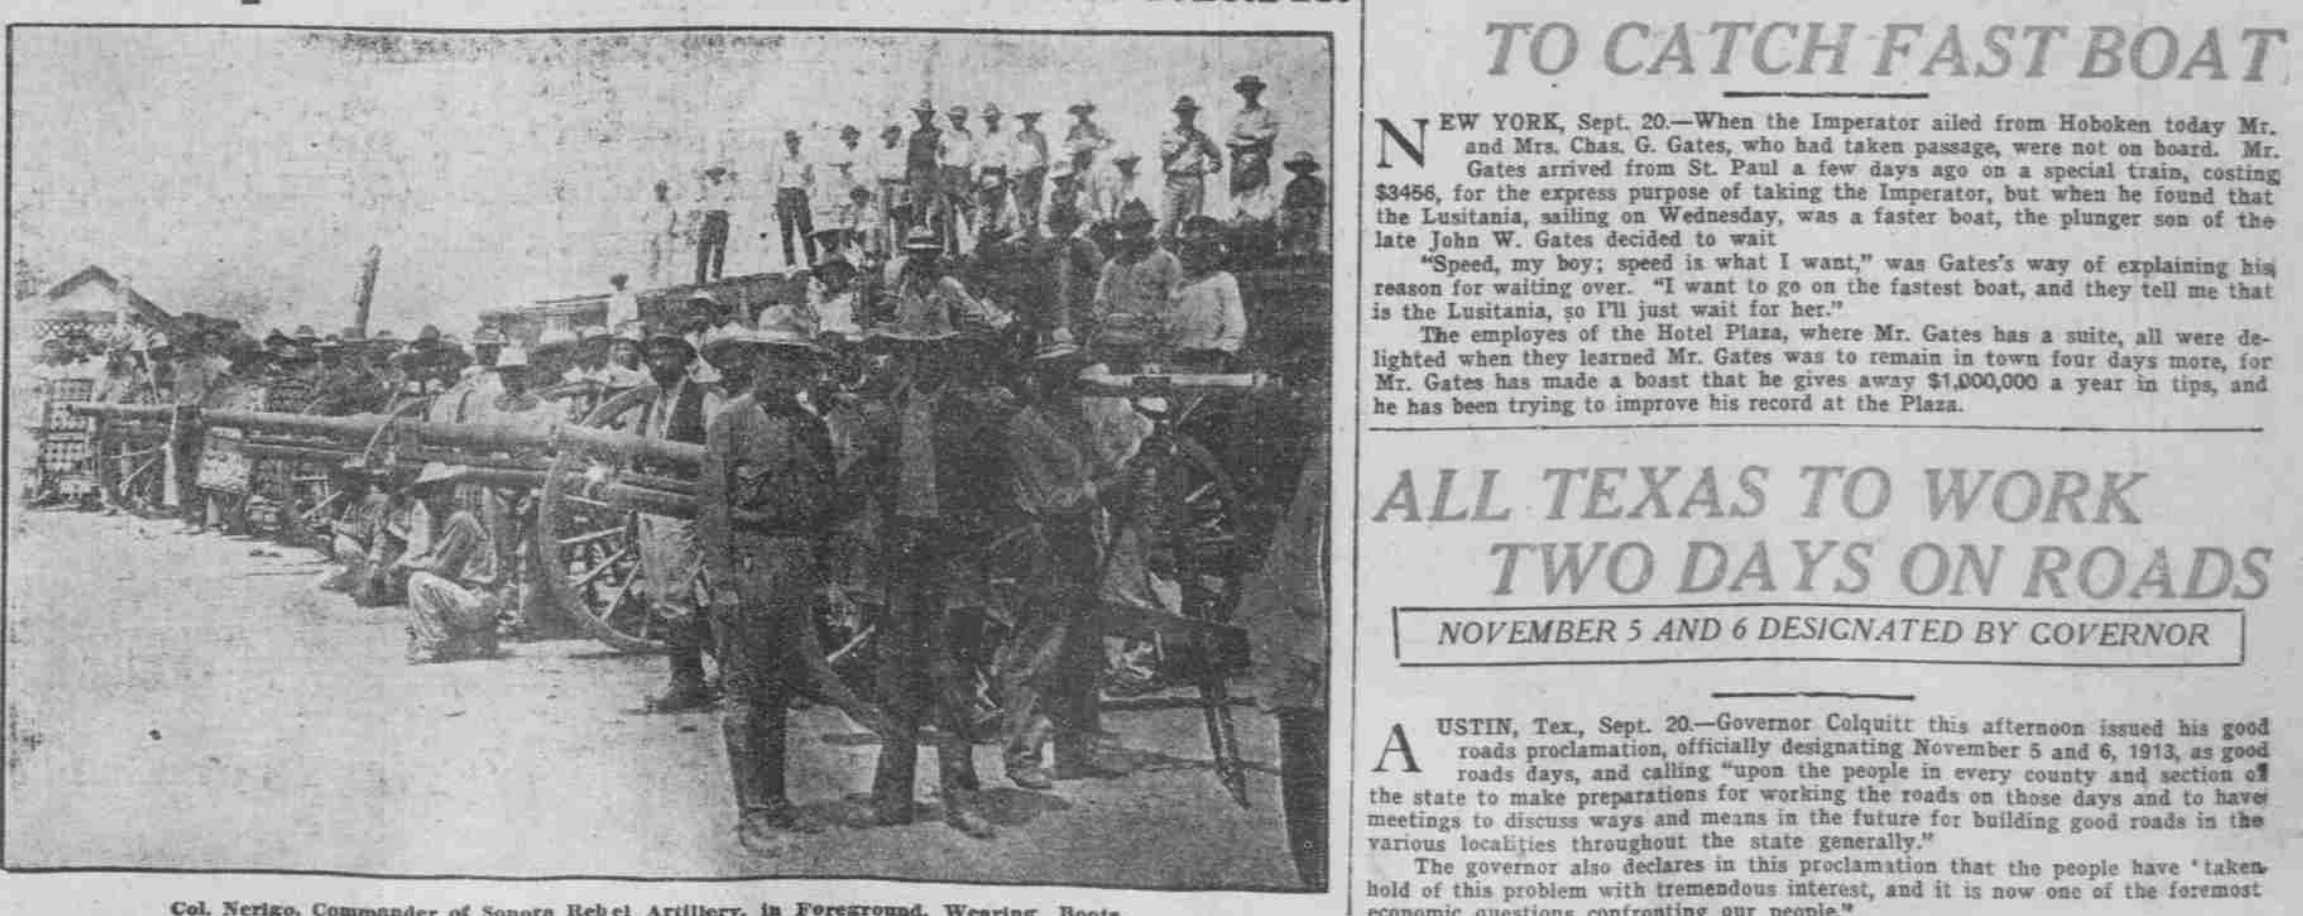 TO CATCH FAST BOAT
NEW YORK, Sept. 20.—When the Imperator ailed from Hoboken today Mr.
and Mrs. Chas. G. Gates, who had taken passage, were not on board. Mr.
Gates arrived from St. Paul a few days ago on a special train, costing
$3456, for the express purpose of taking the Imperator, but when he found that
the Lusitania, sailing on Wednesday, was a faster boat, the plunger son of the
late John W. Gates decided to wait
"Speed, my boy; speed is what I want," was Gates's way of explaining his
reason for waiting over. "I want to go on the fastest boat, and they tell me that
is the Lusitania, so I'll just wait for her."
The employes of the Hotel Plaza, where Mr. Gates has a suite, all were de-
lighted when they learned Mr. Gates was to remain in town four days more, for
Mr. Gates has made a boast that he gives away $1,000,000 a year in tips, and
he has been trying to improve his record at the Plaza.
ALL TEXAS TO WORK
TWO DAYS ON ROADS
NOVEMBER 5 AND 6 DESIGNATED BY GOVERNOR
AUSTIN, Tex., Sept. 20.—Governor Colquitt this afternoon issued his good
roads proclamation, officially designating November 5 and 6, 1913, as good
roads days, and calling "upon the people in every county and section of
the state to make preparations for working the roads on those days and to have
meetings to discuss ways and means in the future for building good roads in the
various localities throughout the state generally."
The governor also declares in this proclamation that the people have 'taken
hold of this problem with tremendous interest, and it is now one of the foremost
economic questions confronting our people."
Col. Nerigo, Commander of Sonora Rebel Artillery, in Foreground, Wearing Boots